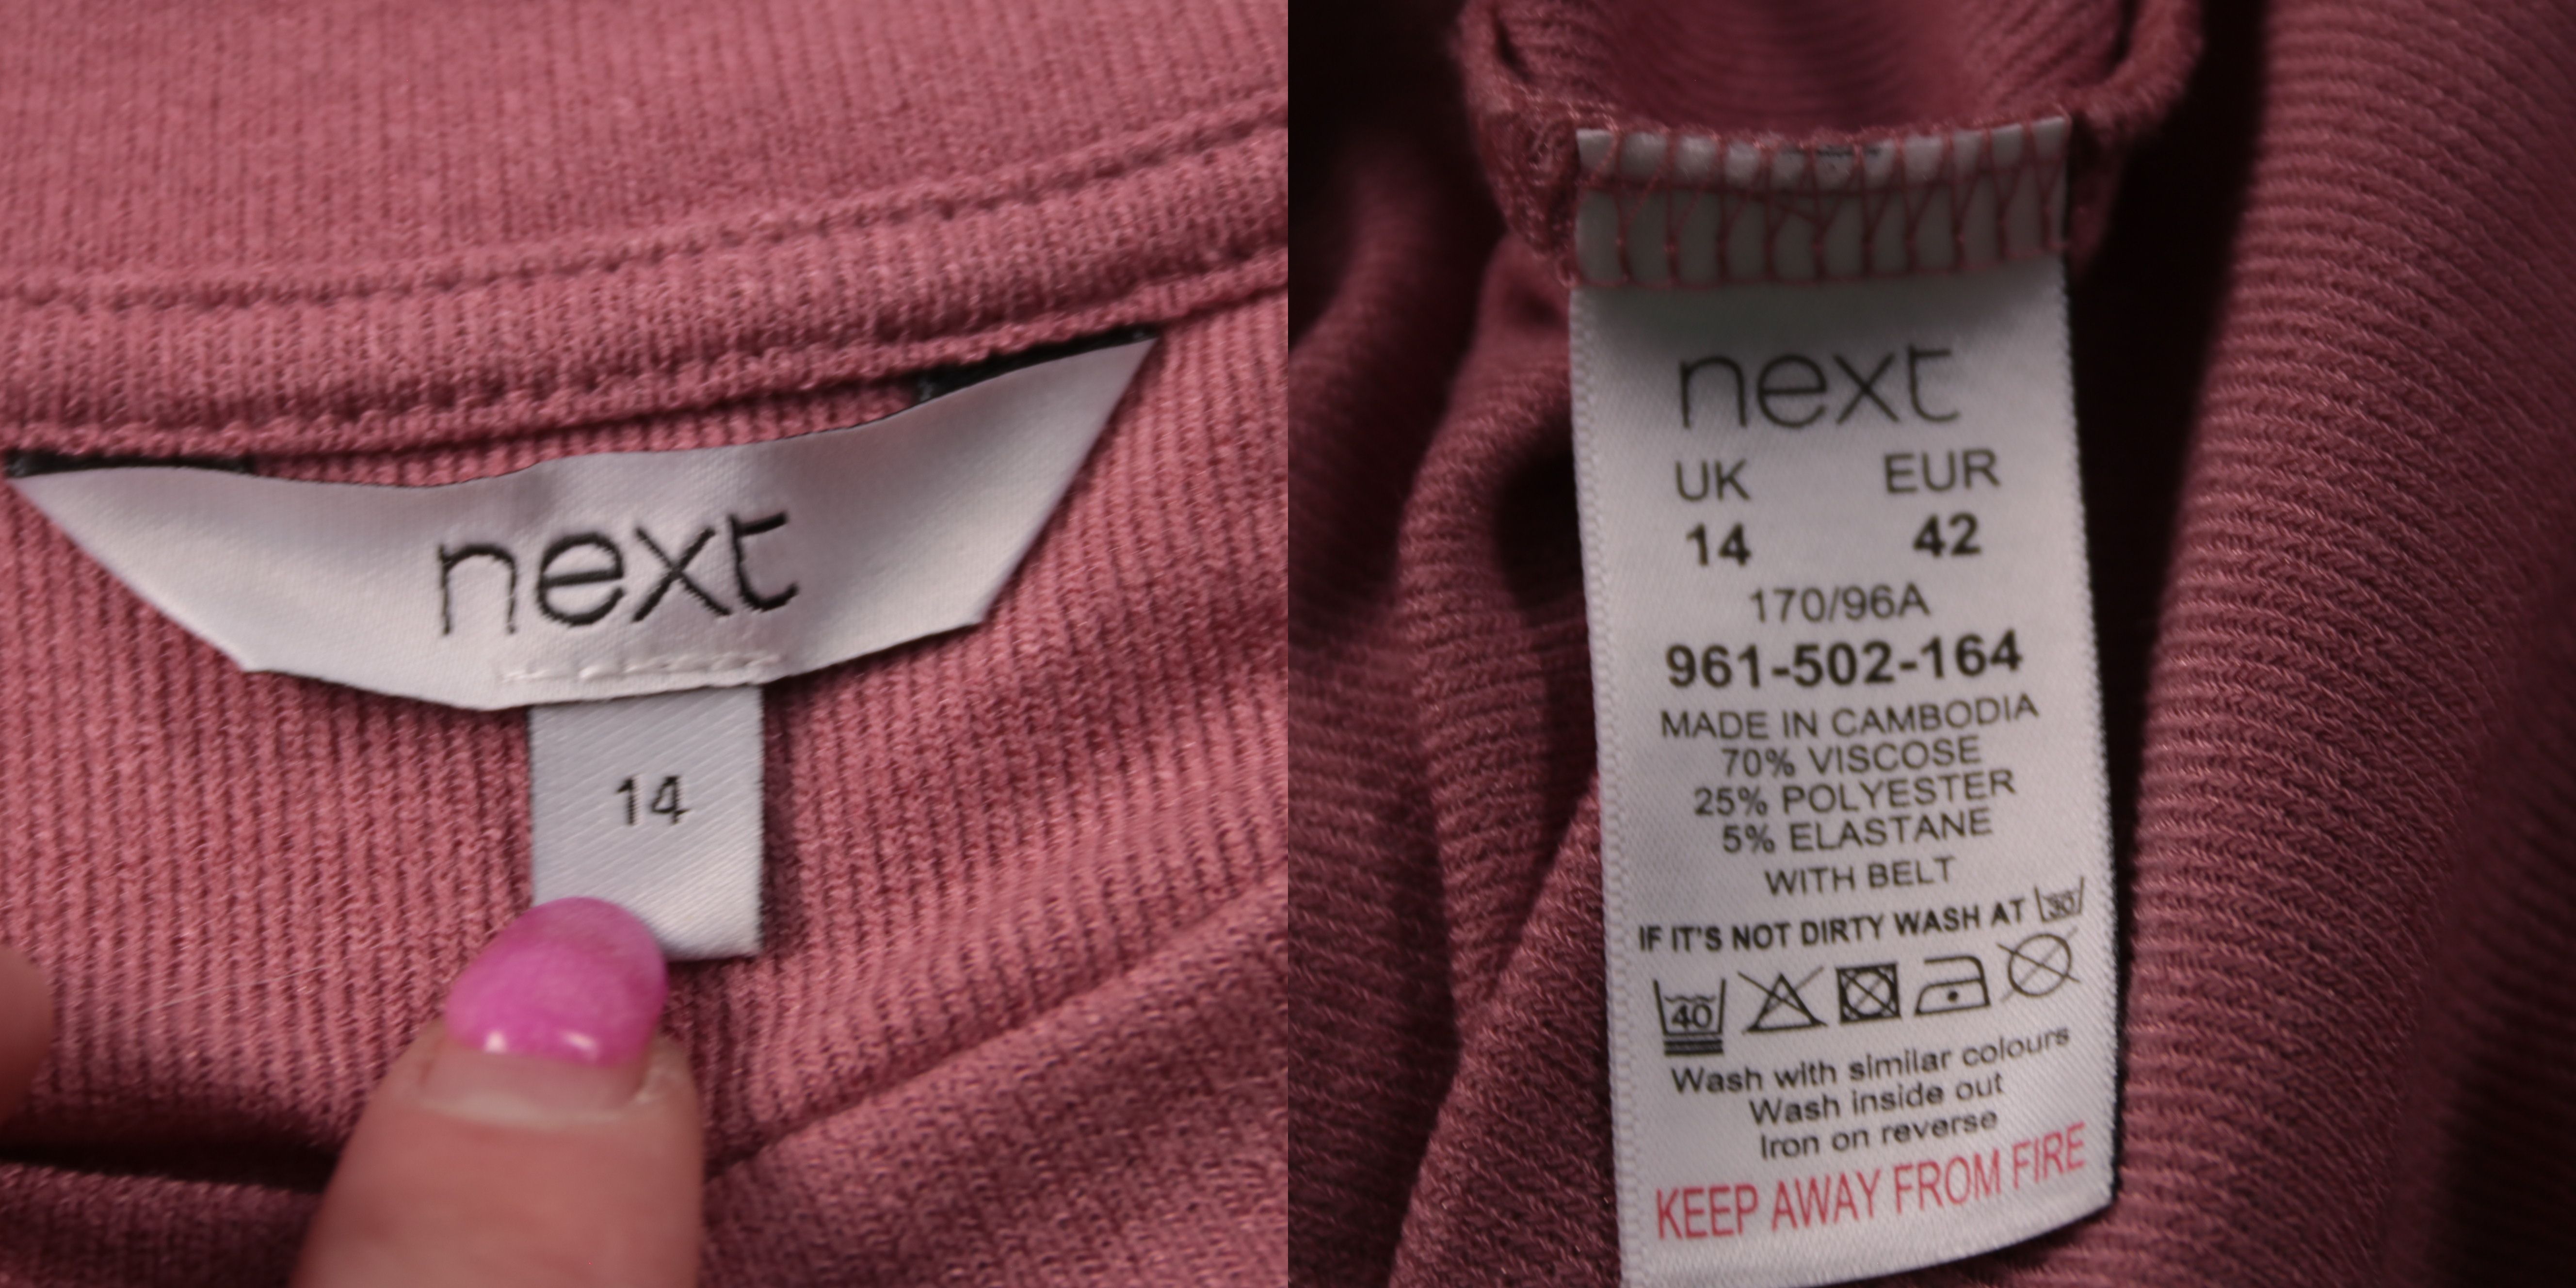 next
14
next
UK EUR
14 42
170/96A
961-502-164
MADE IN CAMBODIA
70% VISCOSE
25% POLYESTER
5% ELASTANE
WITH BELT
IF IT'S NOT DIRTY WASH AT 30
40
Wash with similar colours
Wash inside out
Iron on reverse
KEEP AWAY FROM FIRE